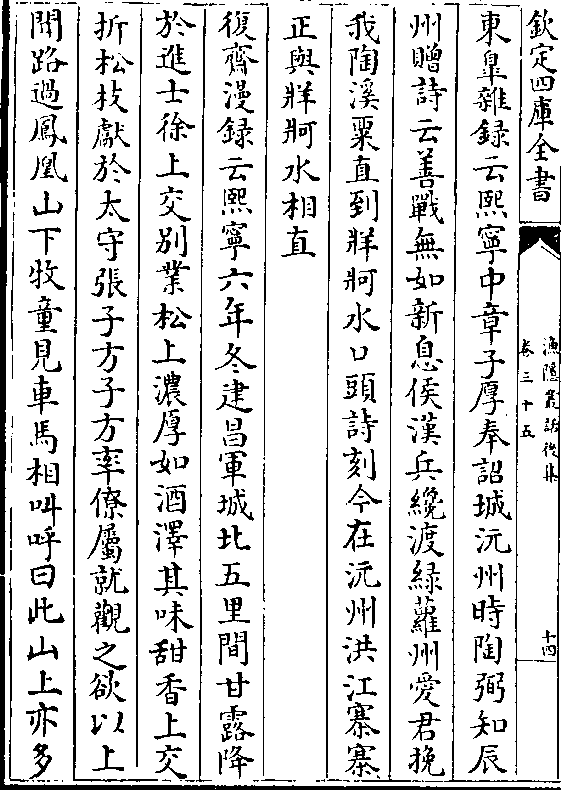 欽定四庫全書
漁隱叢話後集
卷三十五
十四
東臯雜録云熙寧中章子厚奉詔城沅州時陶弼知辰
州贈詩云善戰無如新息侯漢兵纔渡緑蘿州愛君挽
我陶溪粟直到牂牁水口頭詩刻今在沅州洪江寨寨
正與牂牁水相直
復齋漫録云熙寧六年冬建昌軍城北五里間甘露降
於進士徐上交别業松上濃厚如酒澤其味甜香上交
折松枝獻於太守張子方子方率僚屬就觀之欲以上
聞路過鳳凰山下牧童見車馬相叫呼曰此山上亦多